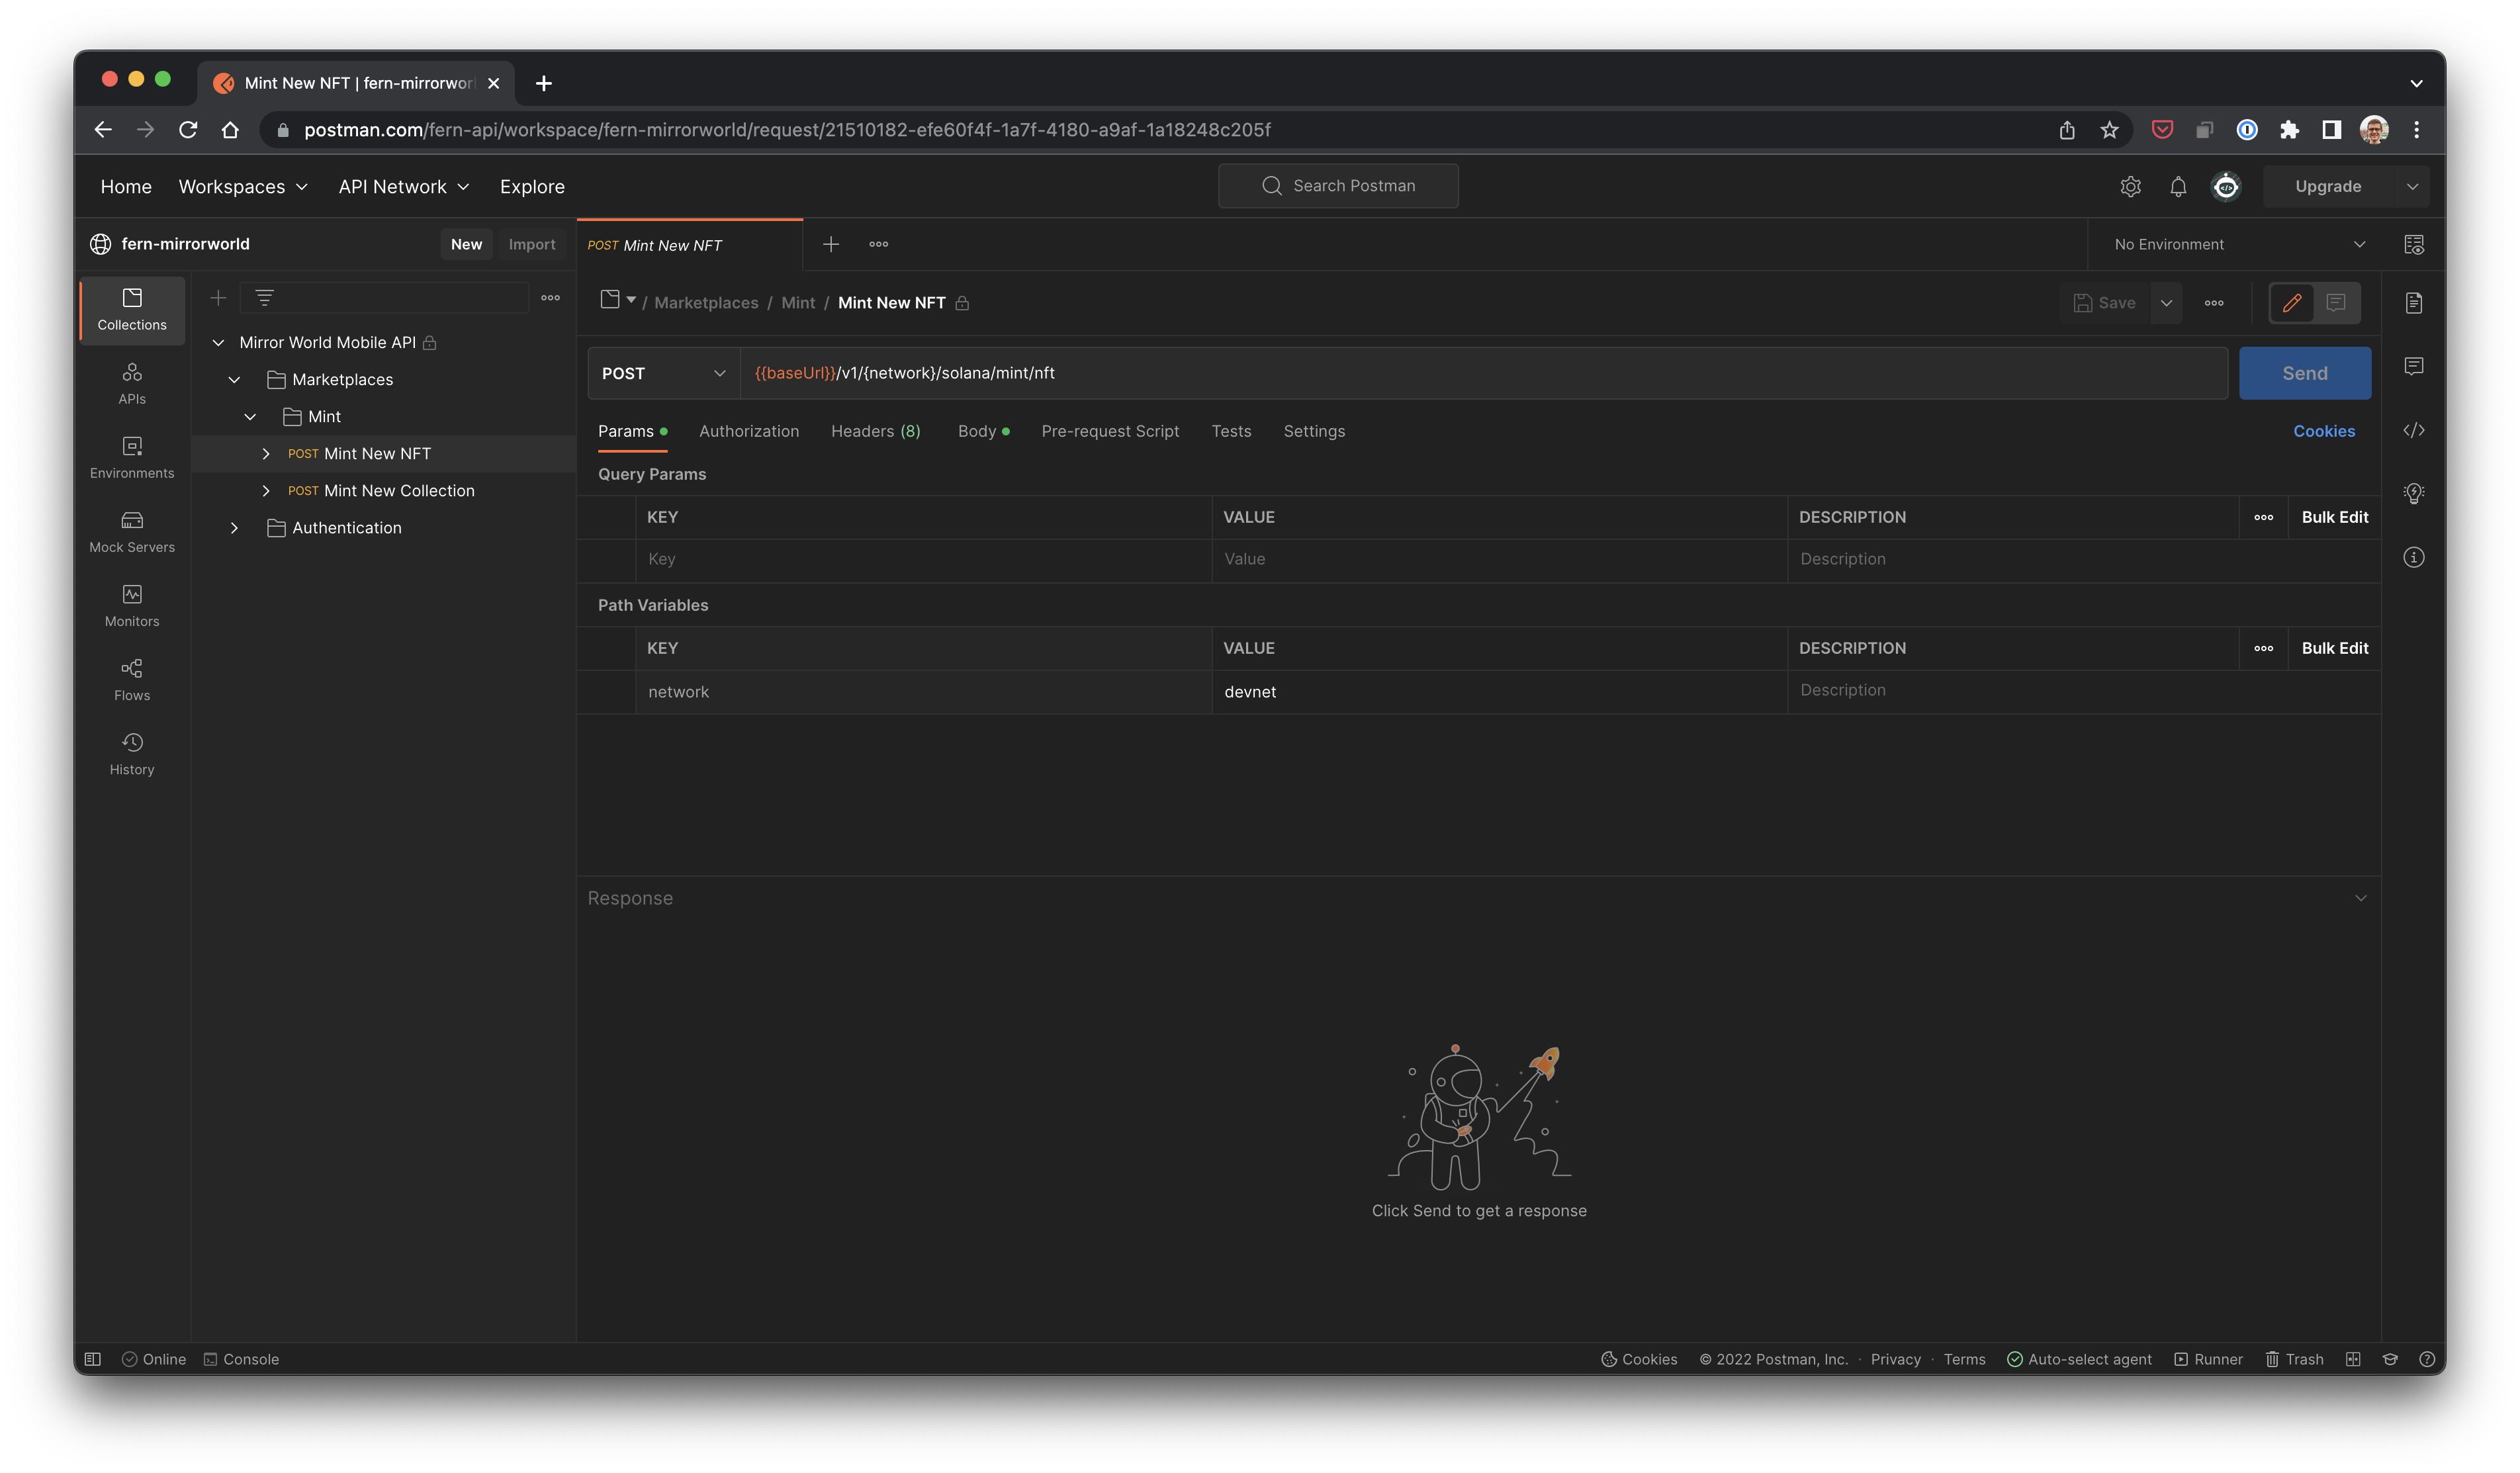 Mint New NFT | fern-mirrorwor
postman.com/fern-api/workspace/fern-mirrorworld/request/21510182-efe60f4f-1a7f-4180-a9af-1a18248c205f
Home Workspaces API Network Explore Search Postman Upgrade
fern-mirrorworld New Import POST Mint New NFT No Environment
Collections
APIs
Environments
Mock Servers
Monitors
Flows
History
Mirror World Mobile API
Marketplaces
Mint
POST Mint New NFT
POST Mint New Collection
Authentication
/ Marketplaces / Mint / Mint New NFT Save
POST {{baseUrl}}/v1/{network}/solana/mint/nft Send
Params Authorization Headers (8) Body Pre-request Script Tests Settings Cookies
Query Params
KEY VALUE DESCRIPTION Bulk Edit
Key Value Description
Path Variables
KEY VALUE DESCRIPTION Bulk Edit
network devnet Description
Response
Click Send to get a response
Online Console Cookies © 2022 Postman, Inc. · Privacy · Terms Auto-select agent Runner Trash